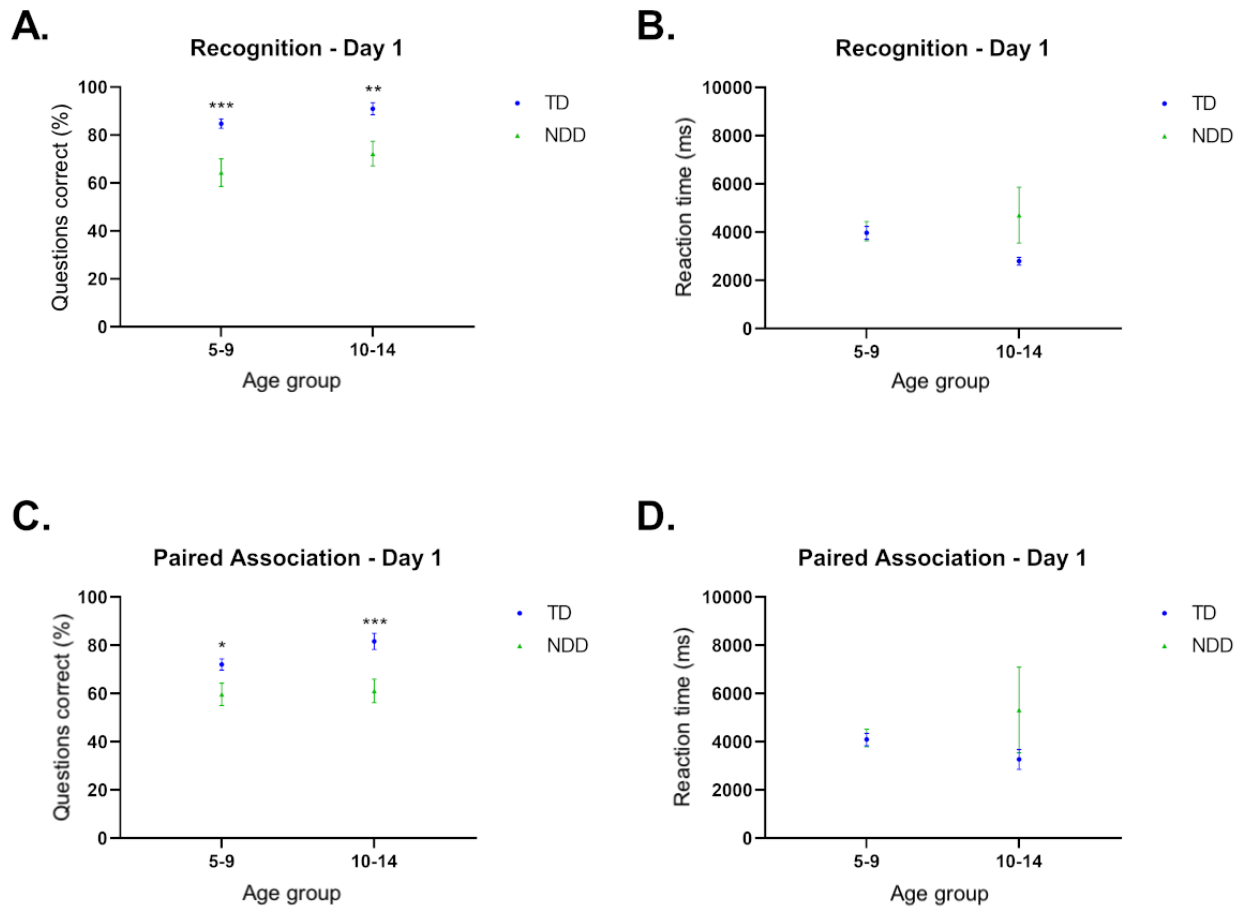 A.
Recognition - Day 1
Questions correct (%)
100
80
60
40
20
0
***
**
TD
NDD
5-9
10-14
Age group
B.
Recognition - Day 1
Reaction time (ms)
10000
8000
6000
4000
2000
0
TD
NDD
5-9
10-14
Age group
C.
Paired Association - Day 1
Questions correct (%)
100
80
60
40
20
0
*
***
TD
NDD
5-9
10-14
Age group
D.
Paired Association - Day 1
Reaction time (ms)
10000
8000
6000
4000
2000
0
TD
NDD
5-9
10-14
Age group